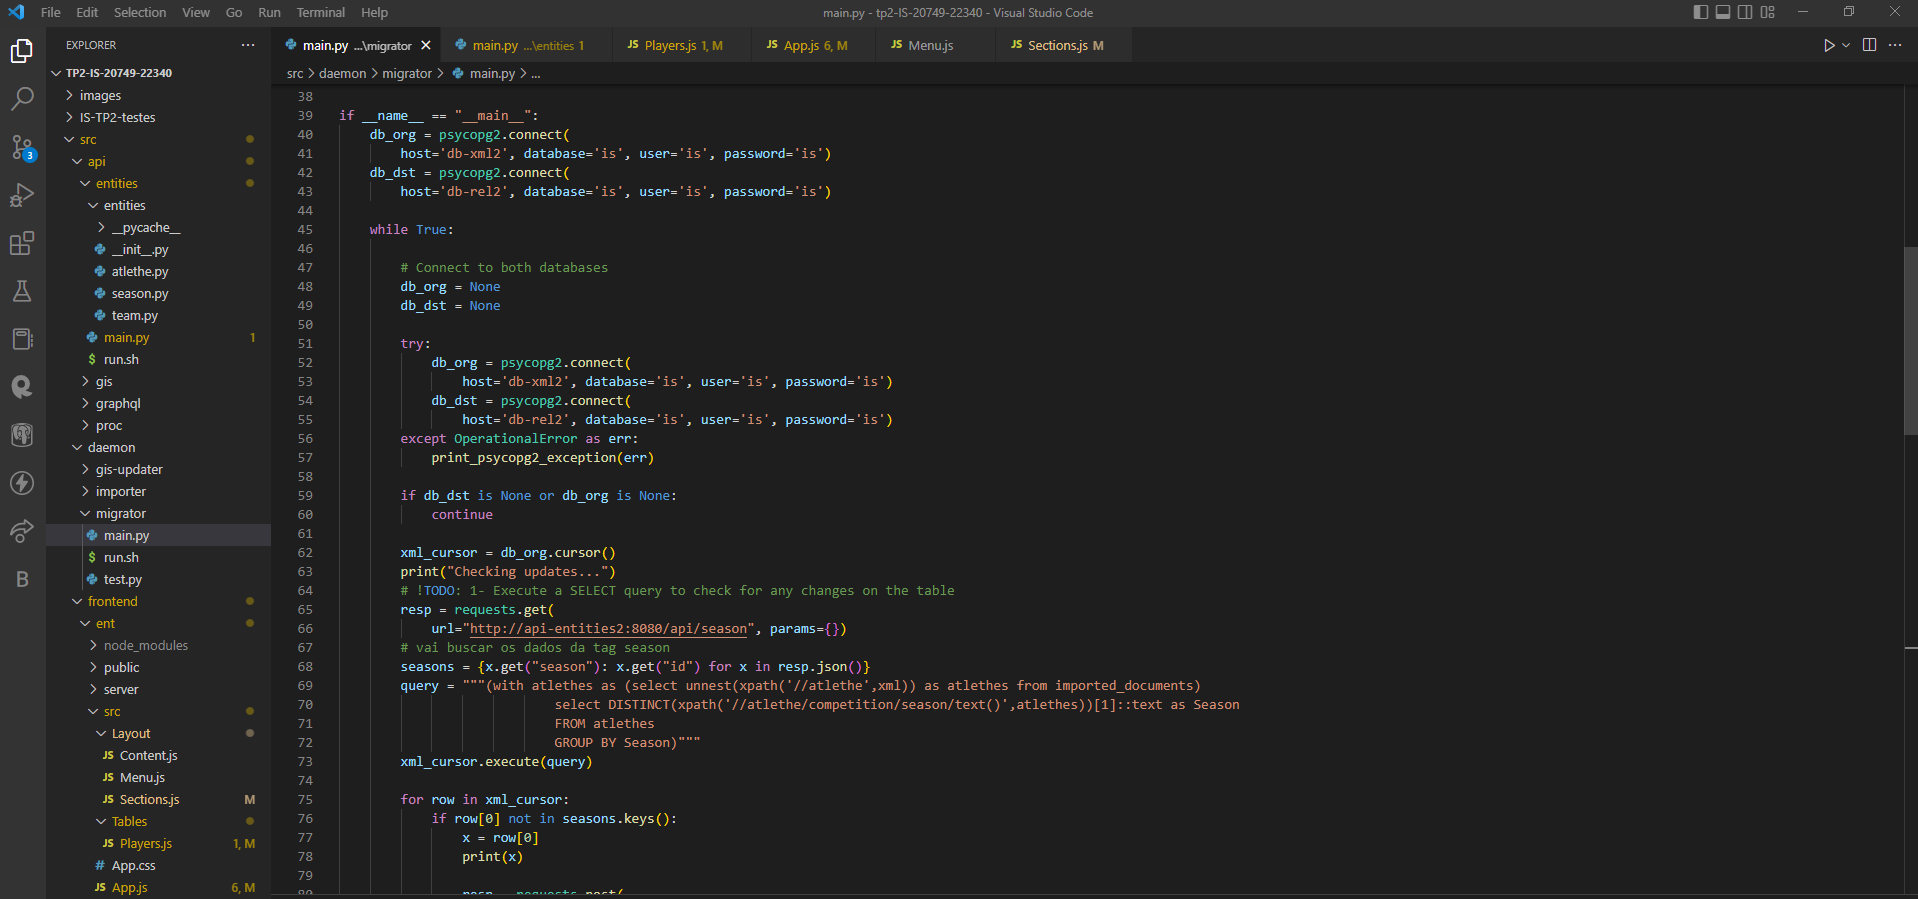 File Edit Selection View Go Run Terminal Help
main.py - tp2-IS-20749-22340 - Visual Studio Code
EXPLORER
TP2-IS-20749-22340
images
IS-TP2-testes
src
api
entities
entities
__pycache__
__init__.py
atlethe.py
season.py
team.py
main.py 1
run.sh
gis
graphql
proc
daemon
gis-updater
importer
migrator
main.py
run.sh
test.py
frontend
ent
node_modules
public
server
src
Layout
JS Content.js
JS Menu.js
JS Sections.js M
Tables
JS Players.js 1, M
# App.css
JS App.js 6, M
3
main.py ...\migrator
main.py ...\entities 1
JS Players.js 1, M
JS App.js 6, M
JS Menu.js
JS Sections.js M
src > daemon > migrator > main.py > ...
38
39 if __name__ == "__main__":
40 db_org = psycopg2.connect(
41 host='db-xml2', database='is', user='is', password='is')
42 db_dst = psycopg2.connect(
43 host='db-rel2', database='is', user='is', password='is')
44
45 while True:
46
47 # Connect to both databases
48 db_org = None
49 db_dst = None
50
51 try:
52 db_org = psycopg2.connect(
53 host='db-xml2', database='is', user='is', password='is')
54 db_dst = psycopg2.connect(
55 host='db-rel2', database='is', user='is', password='is')
56 except OperationalError as err:
57 print_psycopg2_exception(err)
58
59 if db_dst is None or db_org is None:
60 continue
61
62 xml_cursor = db_org.cursor()
63 print("Checking updates...")
64 # !TODO: 1- Execute a SELECT query to check for any changes on the table
65 resp = requests.get(
66 url="http://api-entities2:8080/api/season", params={})
67 # vai buscar os dados da tag season
68 seasons = {x.get("season"): x.get("id") for x in resp.json()}
69 query = """(with atlethes as (select unnest(xpath('//atlethe',xml)) as atlethes from imported_documents)
70 select DISTINCT(xpath('//atlethe/competition/season/text()',atlethes))[1]::text as Season
71 FROM atlethes
72 GROUP BY Season)"""
73 xml_cursor.execute(query)
74
75 for row in xml_cursor:
76 if row[0] not in seasons.keys():
77 x = row[0]
78 print(x)
79
80 resp = requests.post(